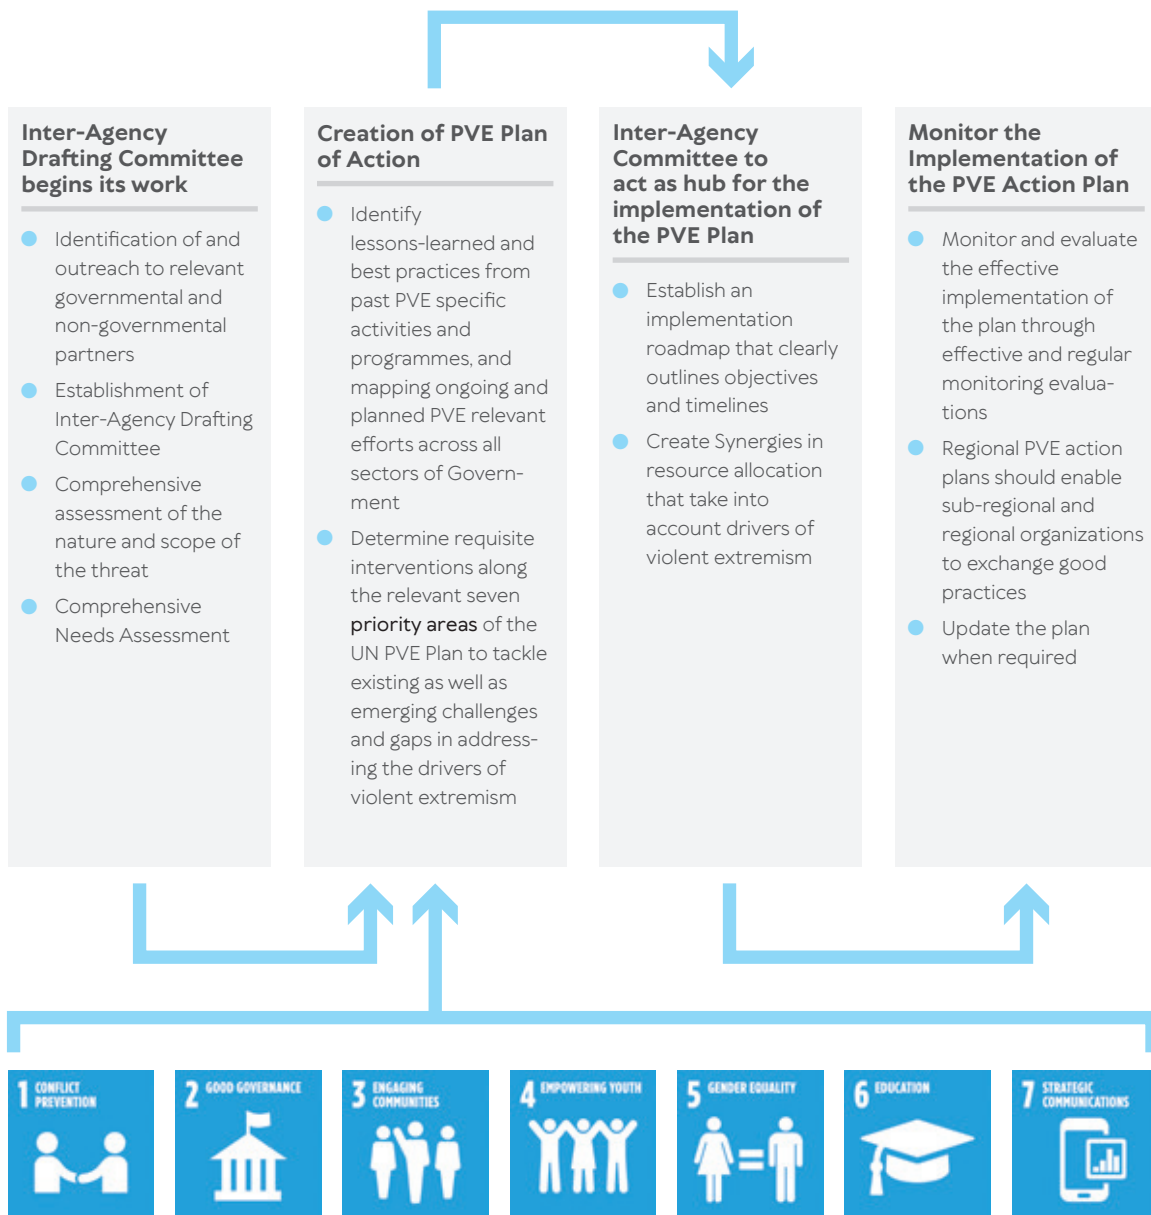 Inter-Agency
Drafting Committee
begins its work
Identification of and
outreach to relevant
governmental and
non-governmental
partners
Establishment of
Inter-Agency Drafting
Committee
Comprehensive
assessment of the
nature and scope of
the threat
Comprehensive
Needs Assessment
Creation of PVE Plan
of Action
Identify
lessons-learned and
best practices from
past PVE specific
activities and
programmes, and
mapping ongoing and
planned PVE relevant
efforts across all
sectors of Govern-
ment
Determine requisite
interventions along
the relevant seven
priority areas of the
UN PVE Plan to tackle
existing as well as
emerging challenges
and gaps in address-
ing the drivers of
violent extremism
Inter-Agency
Committee to
act as hub for the
implementation of
the PVE Plan
Establish an
implementation
roadmap that clearly
outlines objectives
and timelines
Create Synergies in
resource allocation
that take into
account drivers of
violent extremism
Monitor the
Implementation of
the PVE Action Plan
Monitor and evaluate
the effective
implementation of
the plan through
effective and regular
monitoring evalua-
tions
Regional PVE action
plans should enable
sub-regional and
regional organizations
to exchange good
practices
Update the plan
when required
1 CONFLICT
PREVENTION
2 GOOD GOVERNANCE
3 ENGAGING
COMMUNITIES
4 EMPOWERING YOUTH
5 GENDER EQUALITY
6 EDUCATION
7 STRATEGIC
COMMUNICATIONS